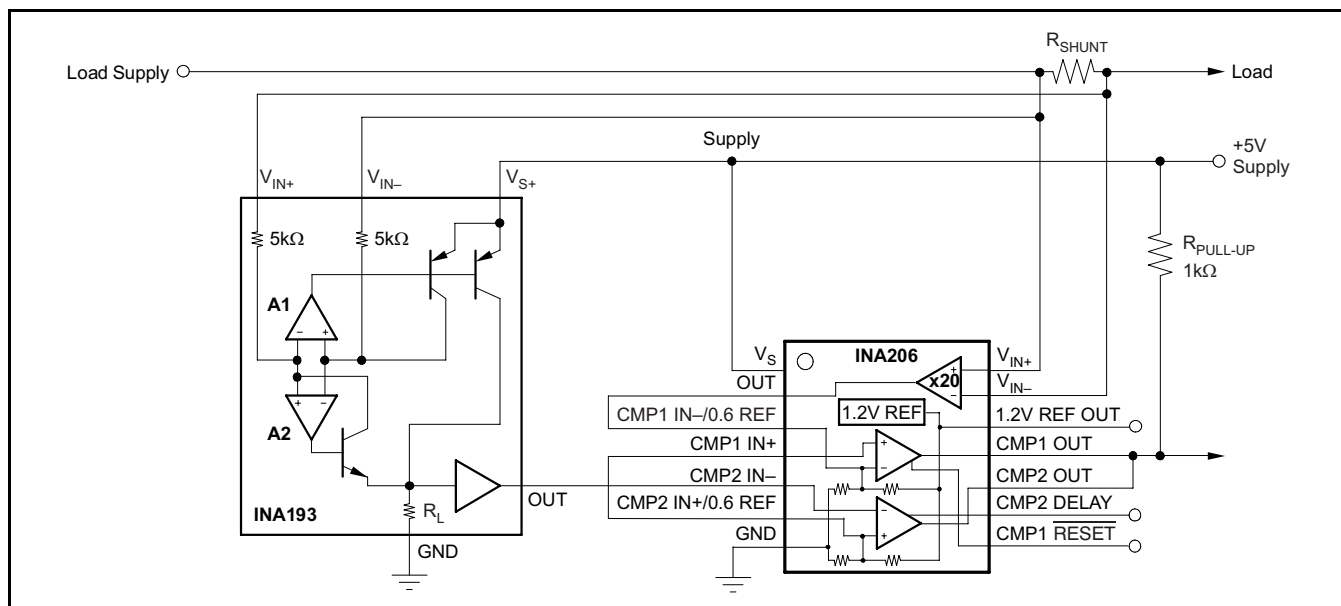 R_SHUNT
Load Supply
Load
Supply
+5V
Supply
V_IN+
V_IN–
V_S+
5kΩ
5kΩ
R_PULL-UP
1kΩ
A1
– +
V_S
INA206
V_IN+
OUT
x20
+
–
V_IN–
CMP1 IN–/0.6 REF
1.2V REF
1.2V REF OUT
+ –
A2
CMP1 IN+
+
–
CMP1 OUT
CMP2 IN–
CMP2 OUT
OUT
CMP2 IN+/0.6 REF
–
+
CMP2 DELAY
INA193
R_L
GND
CMP1 RESET
GND